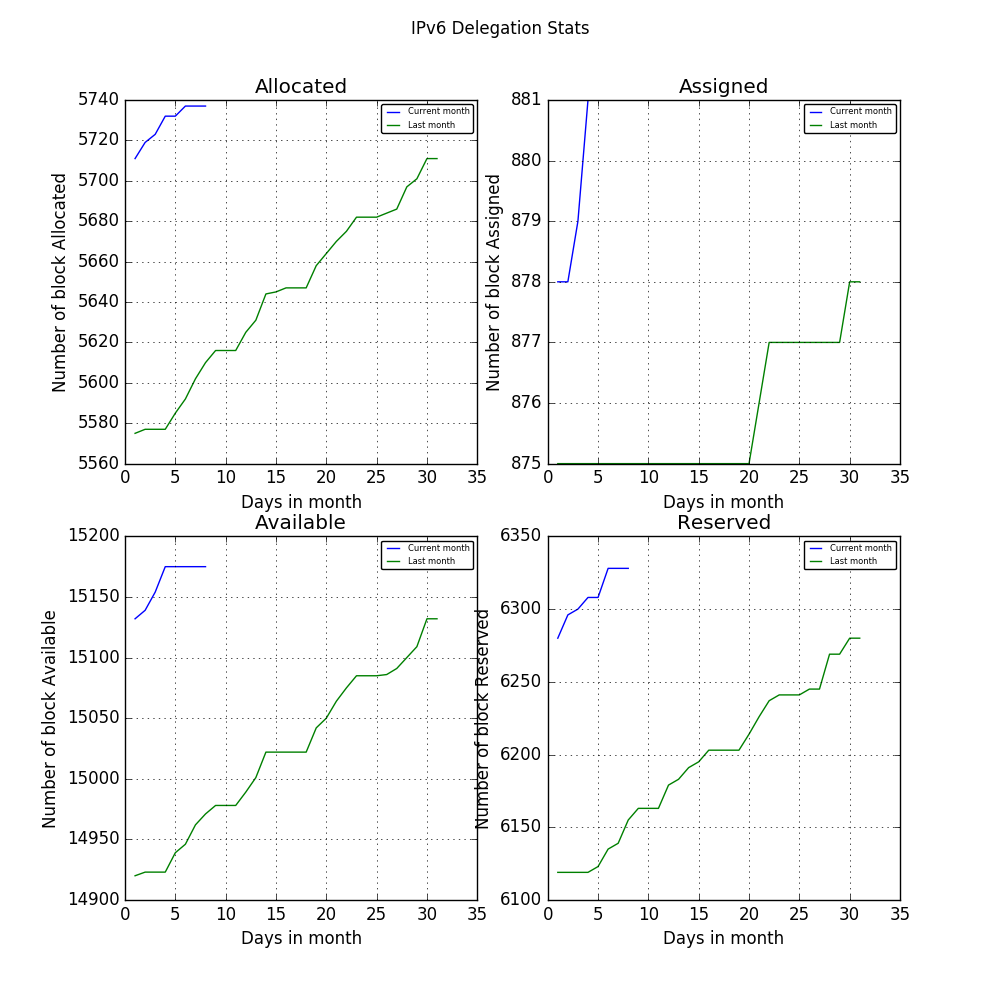 IPv6 Delegation Stats
Allocated
Number of block Allocated
5740
5720
5700
5680
5660
5640
5620
5600
5580
5560
0 5 10 15 20 25 30 35
Days in month
Current month
Last month
Assigned
Number of block Assigned
881
880
879
878
877
876
875
0 5 10 15 20 25 30 35
Days in month
Current month
Last month
Available
Number of block Available
15200
15150
15100
15050
15000
14950
14900
0 5 10 15 20 25 30 35
Days in month
Current month
Last month
Reserved
Number of block Reserved
6350
6300
6250
6200
6150
6100
0 5 10 15 20 25 30 35
Days in month
Current month
Last month